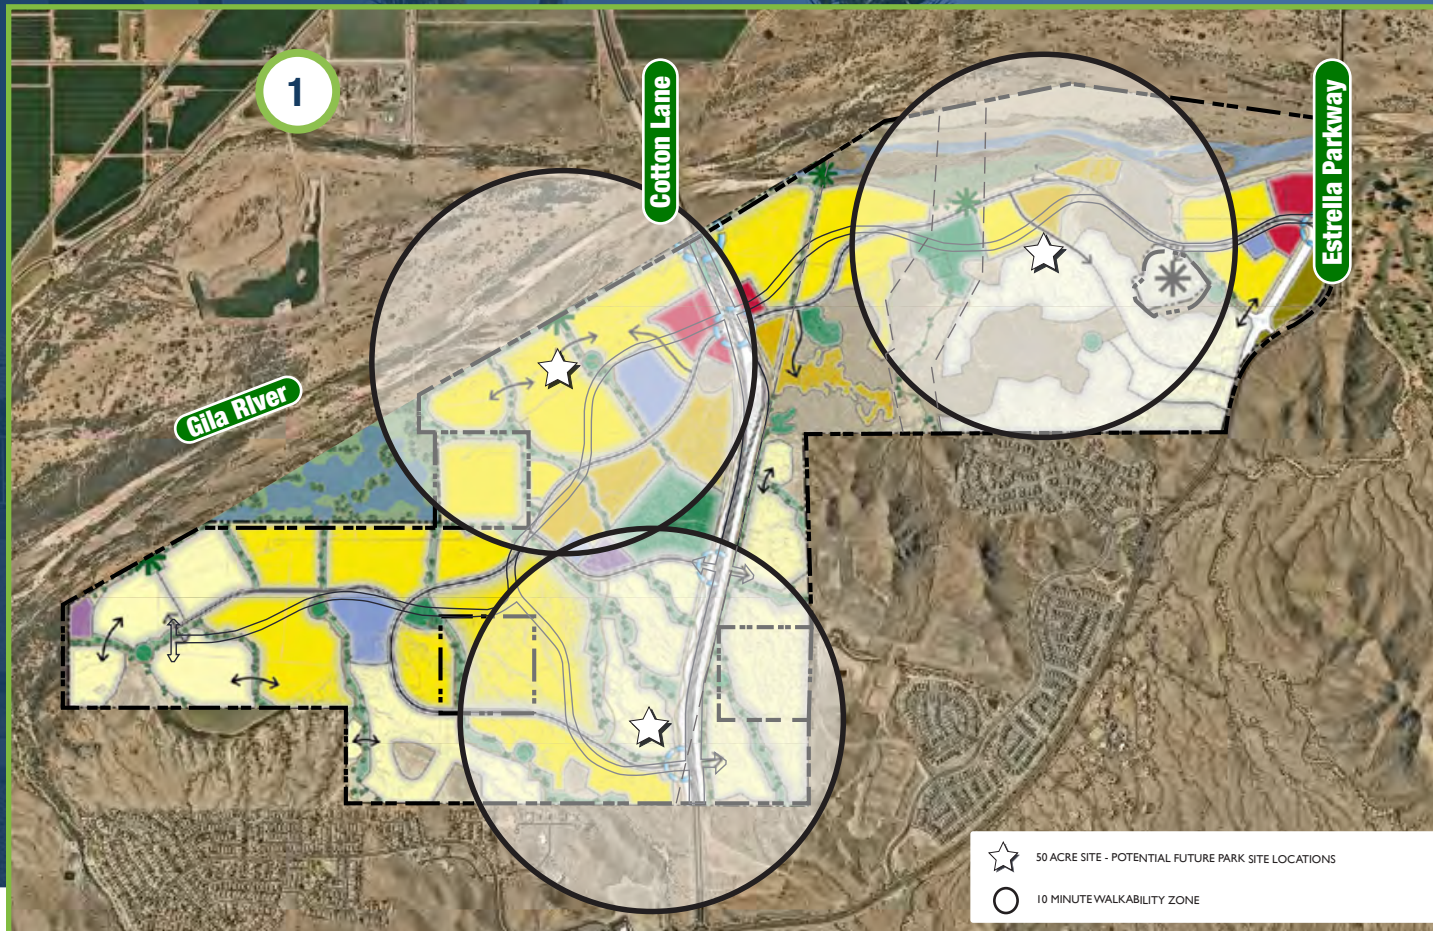 1
Cotton Lane
Estrella Parkway
Gila RIver
50 ACRE SITE - POTENTIAL FUTURE PARK SITE LOCATIONS
10 MINUTE WALKABILITY ZONE